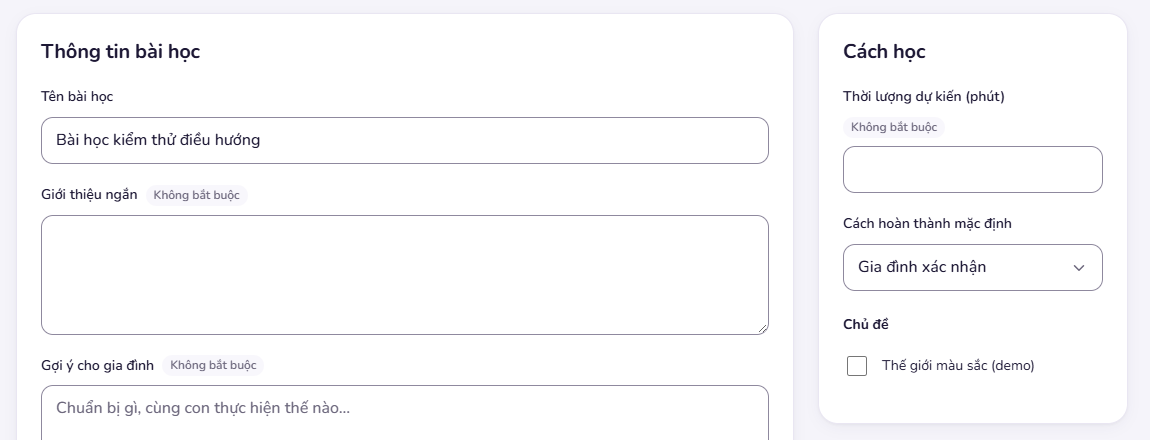 Thông tin bài học
Tên bài học
Bài học kiểm thử điều hướng
Giới thiệu ngắn Không bắt buộc
Gợi ý cho gia đình Không bắt buộc
Chuẩn bị gì, cùng con thực hiện thế nào...
Cách học
Thời lượng dự kiến (phút)
Không bắt buộc
Cách hoàn thành mặc định
Gia đình xác nhận
Chủ đề
Thế giới màu sắc (demo)